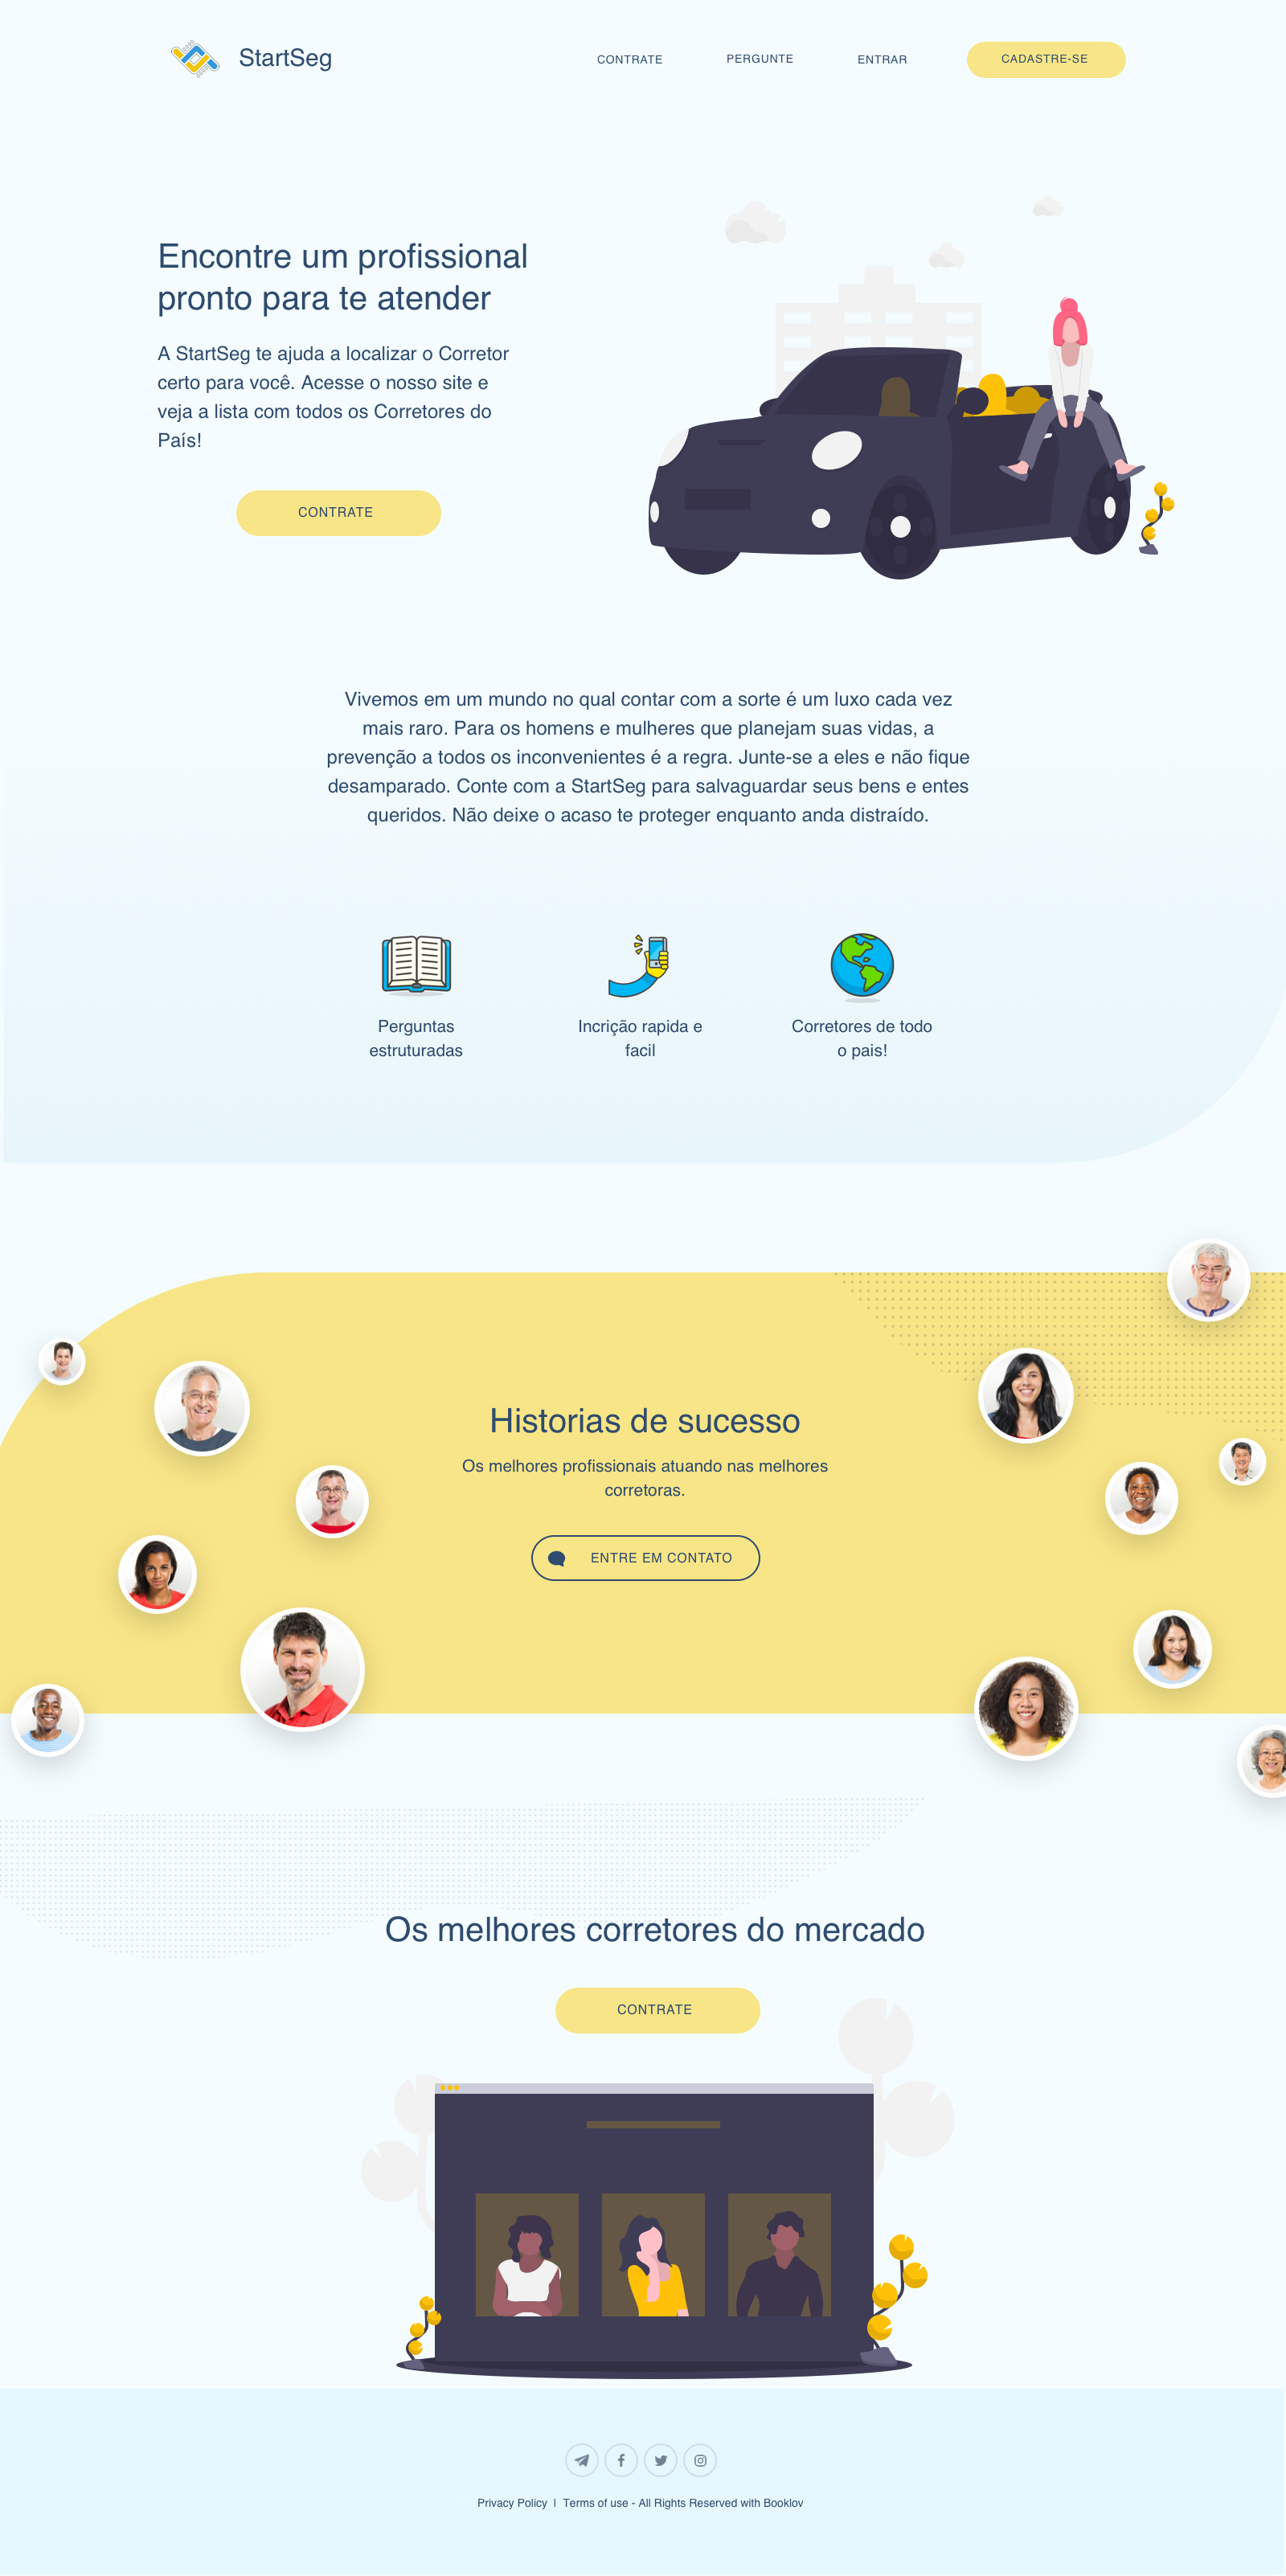 StartSeg
CONTRATE
PERGUNTE
ENTRAR
CADASTRE-SE
Encontre um profissional
pronto para te atender
A StartSeg te ajuda a localizar o Corretor
certo para você. Acesse o nosso site e
veja a lista com todos os Corretores do
País!
CONTRATE
Vivemos em um mundo no qual contar com a sorte é um luxo cada vez
mais raro. Para os homens e mulheres que planejam suas vidas, a
prevenção a todos os inconvenientes é a regra. Junte-se a eles e não fique
desamparado. Conte com a StartSeg para salvaguardar seus bens e entes
queridos. Não deixe o acaso te proteger enquanto anda distraído.
Perguntas
estruturadas
Incrição rapida e
facil
Corretores de todo
o pais!
Historias de sucesso
Os melhores profissionais atuando nas melhores
corretoras.
ENTRE EM CONTATO
Os melhores corretores do mercado
CONTRATE
Privacy Policy | Terms of use - All Rights Reserved with Booklov